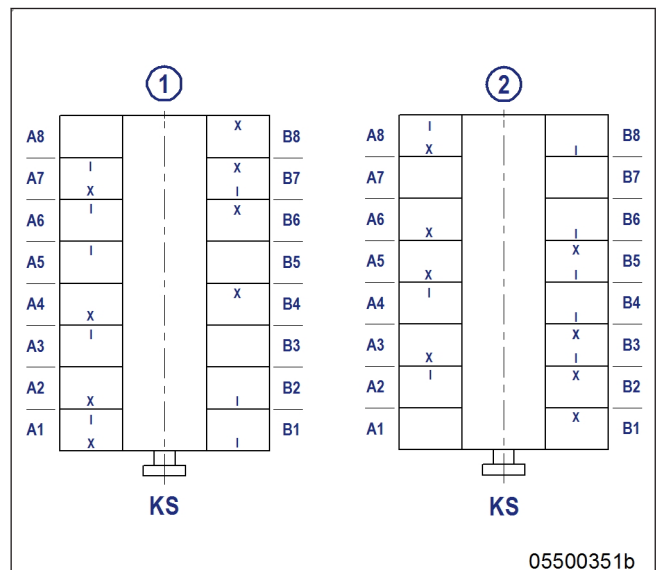 1 2
X I
A8 B8 A8 B8
X I
I X
A7 B7 A7 B7
X I
I X
A6 B6 A6 B6
X I
I X
A5 B5 A5 B5
X I
X I
A4 B4 A4 B4
X I
I X
A3 B3 A3 B3
X I
I X
A2 B2 A2 B2
X I
I X
A1 B1 A1 B1
X I
KS KS
05500351b